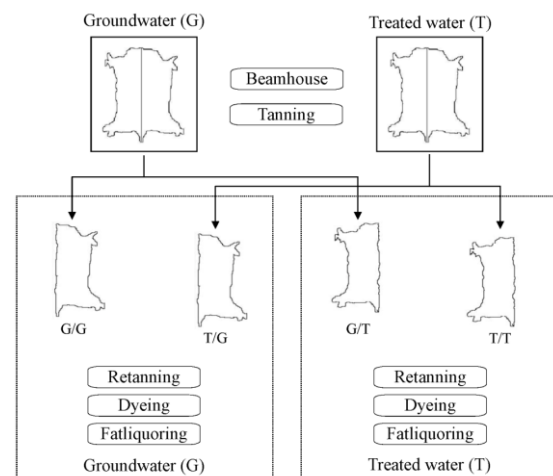 Groundwater (G)
Treated water (T)
Beamhouse
Tanning
G/G
T/G
G/T
T/T
Retanning
Dyeing
Fatliquoring
Groundwater (G)
Retanning
Dyeing
Fatliquoring
Treated water (T)